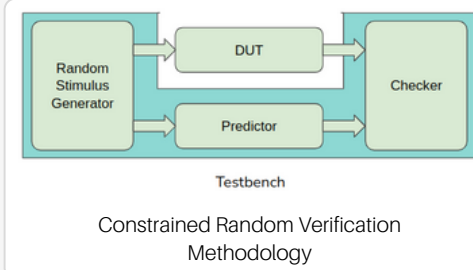 Random
Stimulus
Generator
DUT
Predictor
Checker
Testbench
Constrained Random Verification
Methodology